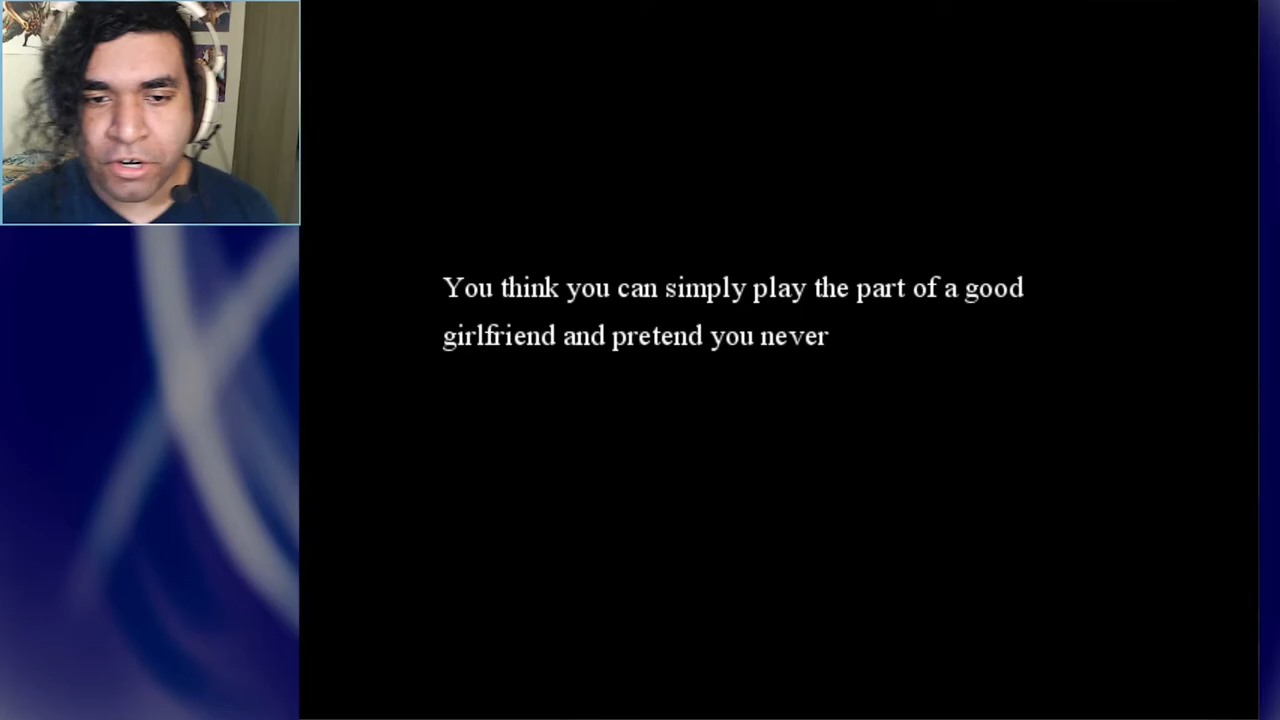 You think you can simply play the part of a good
girlfriend and pretend you never